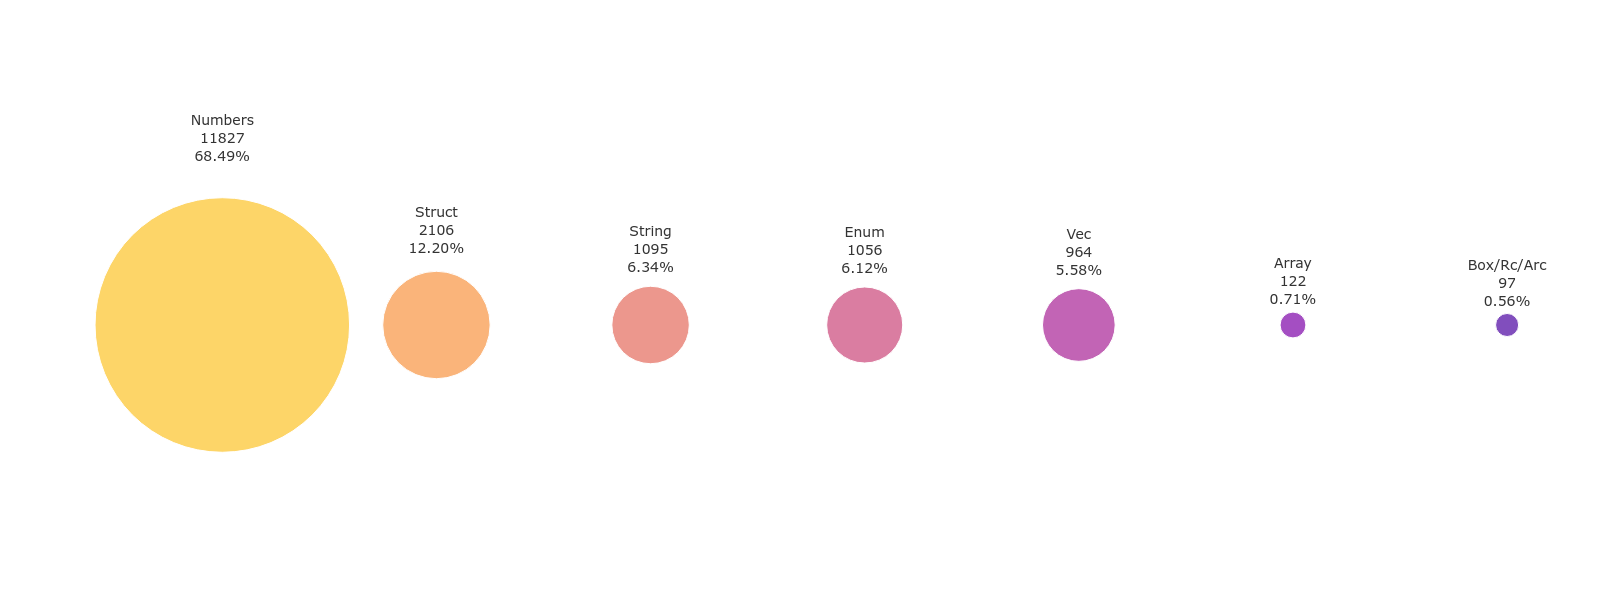 Numbers
11827
68.49%
Struct
2106
12.20%
String
1095
6.34%
Enum
1056
6.12%
Vec
964
5.58%
Array
122
0.71%
Box/Rc/Arc
97
0.56%